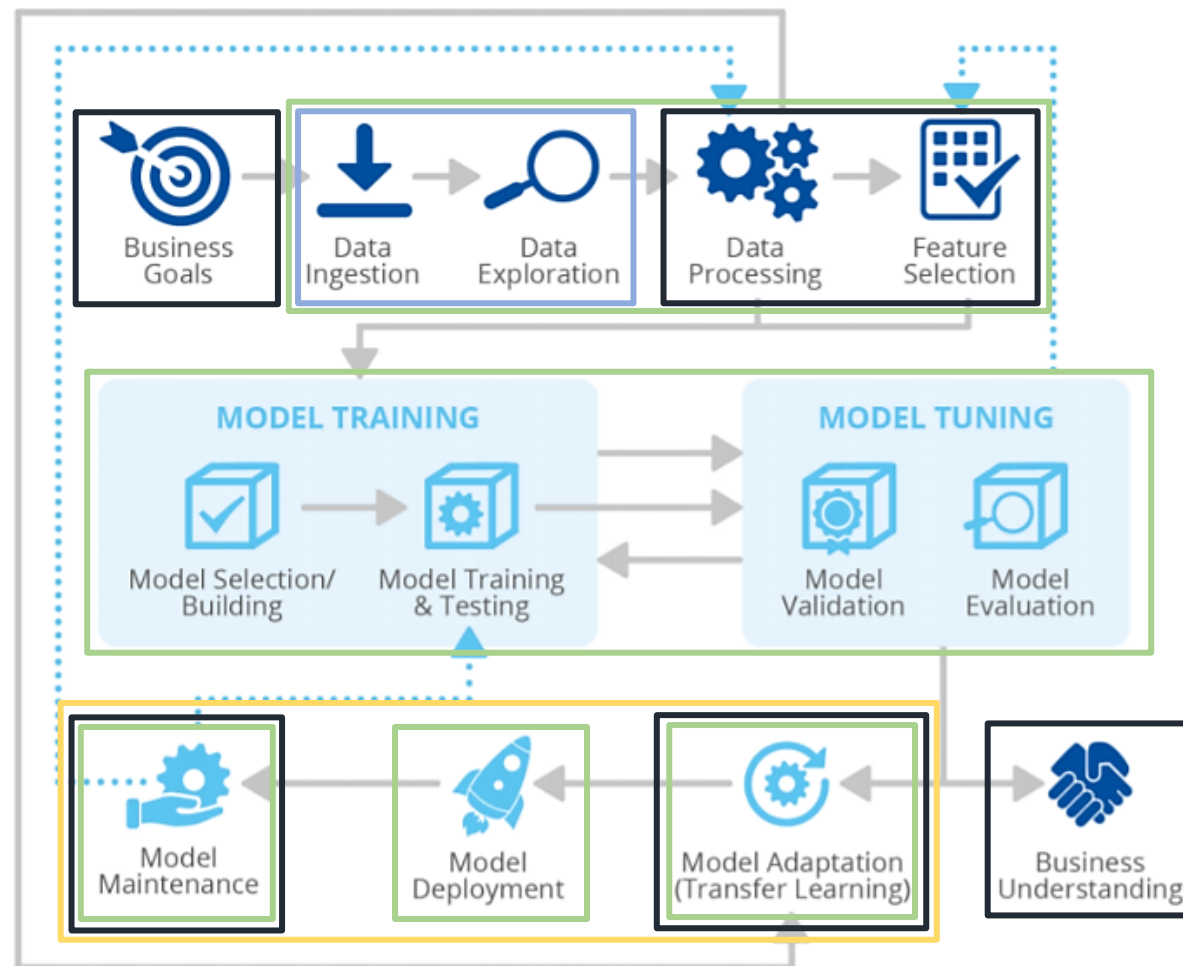 Business
Goals
Data
Ingestion
Data
Exploration
Data
Processing
Feature
Selection
MODEL TRAINING
Model Selection/
Building
Model Training
& Testing
MODEL TUNING
Model
Validation
Model
Evaluation
Model
Maintenance
Model
Deployment
Model Adaptation
(Transfer Learning)
Business
Understanding